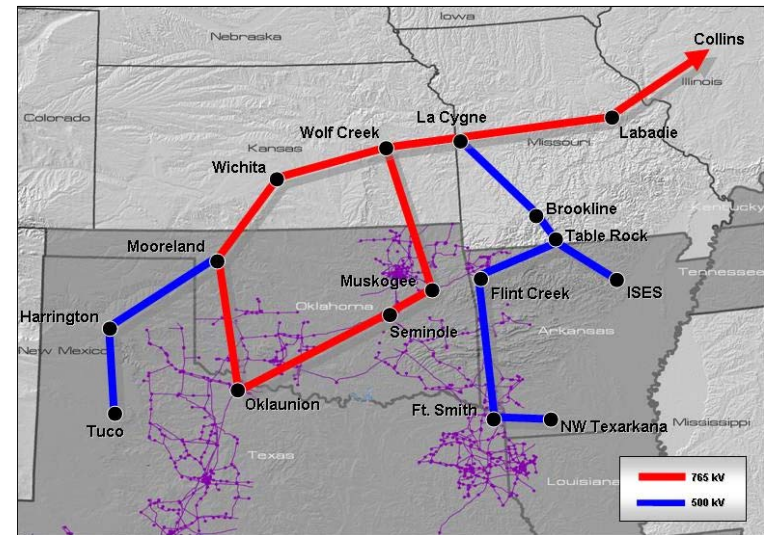 Iowa
Nebraska
Collins
Illinois
Colorado
La Cygne
Wolf Creek
Labadie
Kansas
Missouri
Wichita
Kentucky
Brookline
Table Rock
Mooreland
Tennessee
Muskogee
Flint Creek
ISES
Oklahoma
Harrington
Seminole
Arkansas
New Mexico
Oklaunion
Ft. Smith
NW Texarkana
Tuco
Mississippi
Texas
Louisiana
765 kV
500 kV